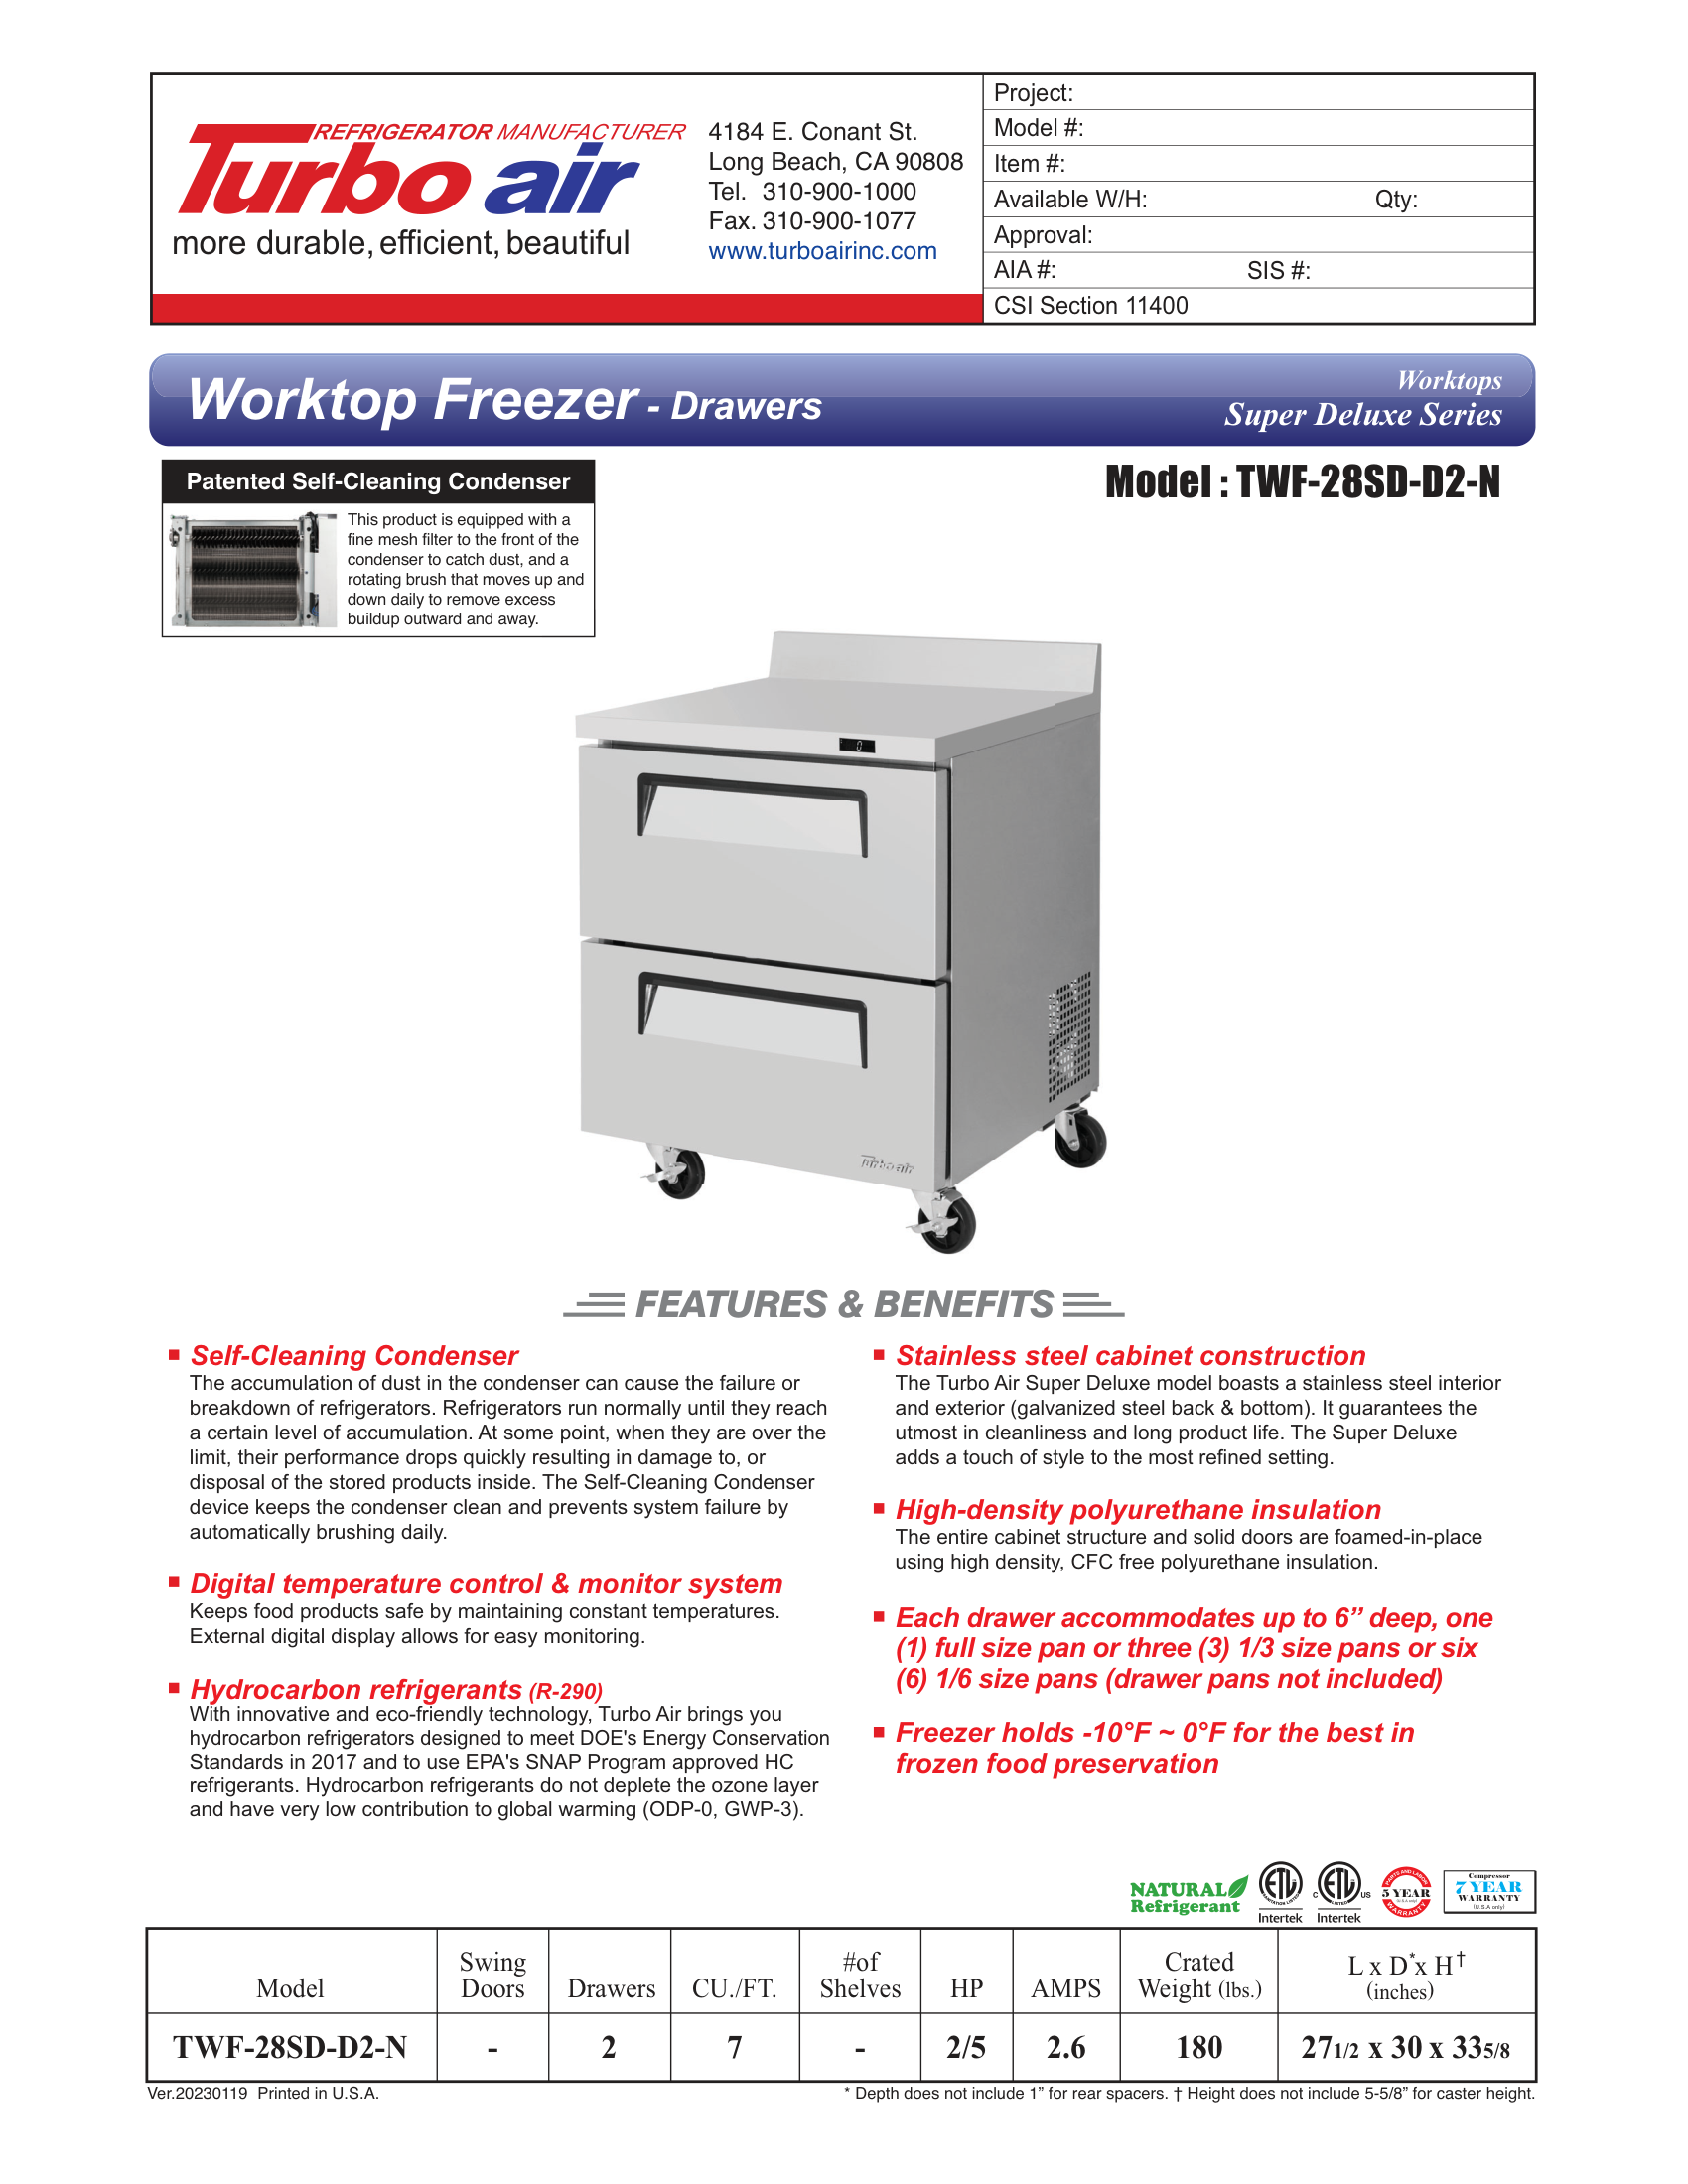 REFRIGERATOR MANUFACTURER
Turbo air
more durable, efficient, beautiful
4184 E. Conant St.
Long Beach, CA 90808
Tel. 310-900-1000
Fax. 310-900-1077
www.turboairinc.com
Project:
Model #:
Item #:
Available W/H: Qty:
Approval:
AIA #: SIS #:
CSI Section 11400
Worktop Freezer - Drawers
Worktops
Super Deluxe Series
Patented Self-Cleaning Condenser
This product is equipped with a
fine mesh filter to the front of the
condenser to catch dust, and a
rotating brush that moves up and
down daily to remove excess
buildup outward and away.
Model : TWF-28SD-D2-N
0
Turbo air
FEATURES & BENEFITS
Self-Cleaning Condenser
The accumulation of dust in the condenser can cause the failure or
breakdown of refrigerators. Refrigerators run normally until they reach
a certain level of accumulation. At some point, when they are over the
limit, their performance drops quickly resulting in damage to, or
disposal of the stored products inside. The Self-Cleaning Condenser
device keeps the condenser clean and prevents system failure by
automatically brushing daily.
Digital temperature control & monitor system
Keeps food products safe by maintaining constant temperatures.
External digital display allows for easy monitoring.
Hydrocarbon refrigerants (R-290)
With innovative and eco-friendly technology, Turbo Air brings you
hydrocarbon refrigerators designed to meet DOE's Energy Conservation
Standards in 2017 and to use EPA's SNAP Program approved HC
refrigerants. Hydrocarbon refrigerants do not deplete the ozone layer
and have very low contribution to global warming (ODP-0, GWP-3).
Stainless steel cabinet construction
The Turbo Air Super Deluxe model boasts a stainless steel interior
and exterior (galvanized steel back & bottom). It guarantees the
utmost in cleanliness and long product life. The Super Deluxe
adds a touch of style to the most refined setting.
High-density polyurethane insulation
The entire cabinet structure and solid doors are foamed-in-place
using high density, CFC free polyurethane insulation.
Each drawer accommodates up to 6” deep, one
(1) full size pan or three (3) 1/3 size pans or six
(6) 1/6 size pans (drawer pans not included)
Freezer holds -10°F ~ 0°F for the best in
frozen food preservation
NATURAL
Refrigerant
ETL
SANITATION LISTED
Intertek
C ETL US
LISTED
Intertek
PARTS AND LABOR
5 YEAR
(U.S.A only)
WARRANTY
Compressor
7 YEAR
WARRANTY
(U.S.A only)
Model Swing Doors Drawers CU./FT. #of Shelves HP AMPS Crated Weight (lbs.) L x D* x H† (inches)
TWF-28SD-D2-N - 2 7 - 2/5 2.6 180 27 1/2 x 30 x 33 5/8
Ver.20230119 Printed in U.S.A.
* Depth does not include 1” for rear spacers. † Height does not include 5-5/8” for caster height.